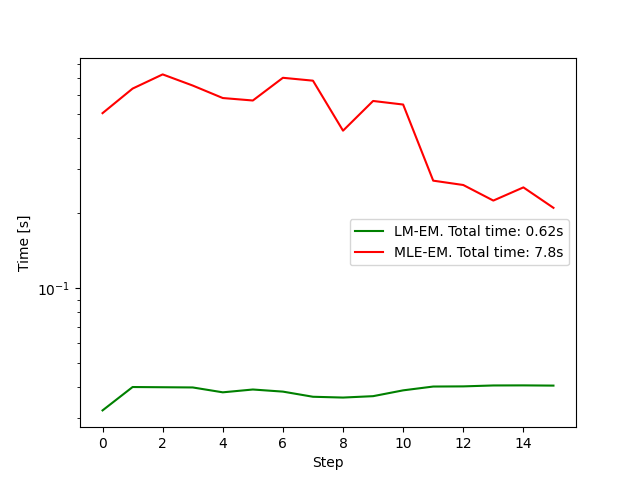 Time [s]
10⁻¹
LM-EM. Total time: 0.62s
MLE-EM. Total time: 7.8s
0 2 4 6 8 10 12 14
Step